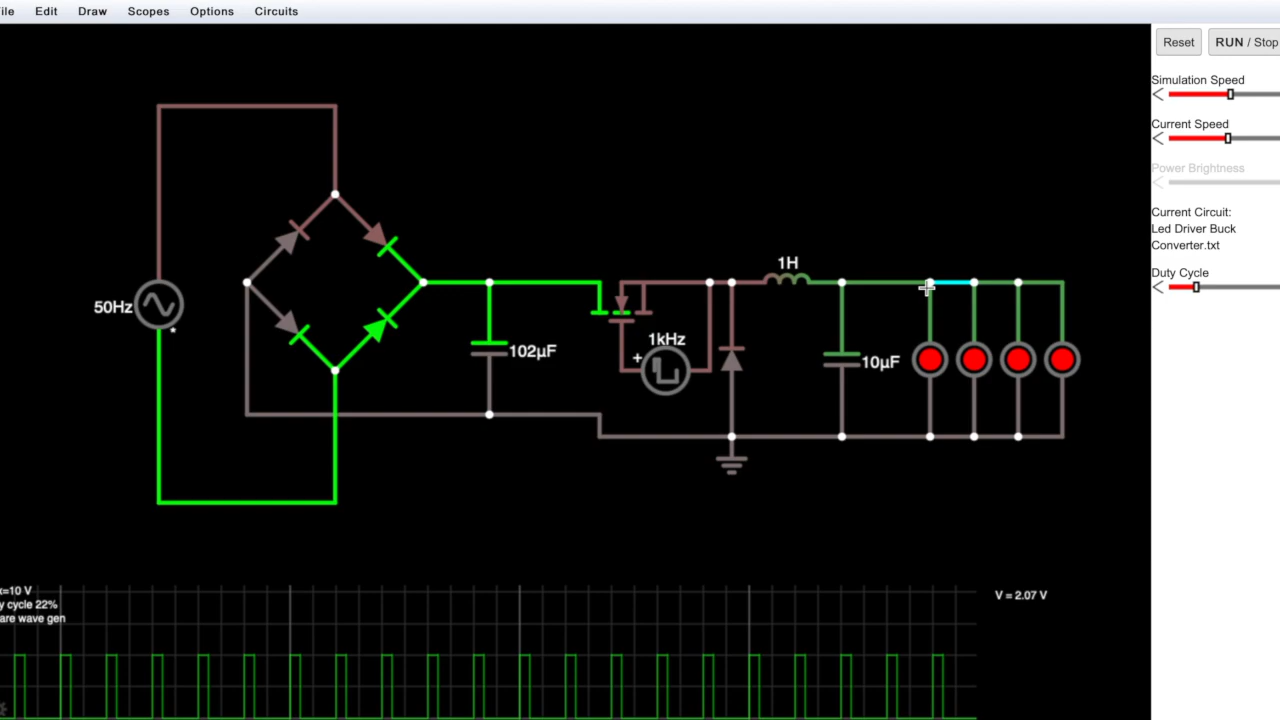 ile Edit Draw Scopes Options Circuits
Reset RUN / Stop
Simulation Speed
Current Speed
Power Brightness
Current Circuit:
Led Driver Buck
Converter.txt
Duty Cycle
50Hz
*
102µF
+
1kHz
1H
10µF
x=10 V
y cycle 22%
are wave gen
V = 2.07 V